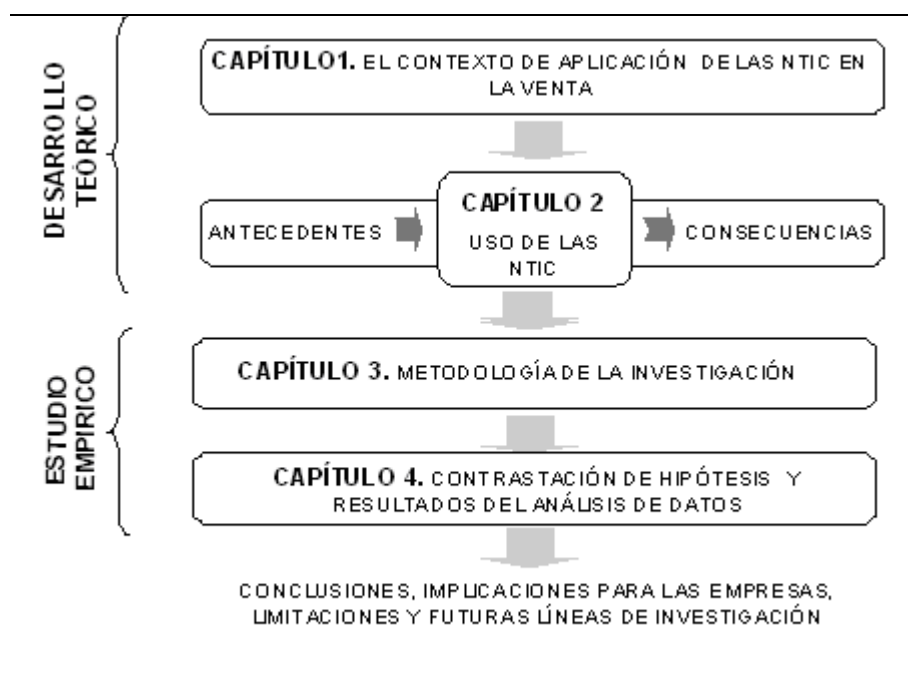 DESARROLLO
TEÓRICO
CAPÍTULO1. EL CONTEXTO DE APLICACIÓN DE LAS NTIC EN
LA VENTA
ANTECEDENTES
CAPÍTULO 2
USO DE LAS
NTIC
CONSECUENCIAS
ESTUDIO
EMPIRICO
CAPÍTULO 3. METODOLOGÍA DE LA INVESTIGACIÓN
CAPÍTULO 4. CONTRASTACIÓN DE HIPÓTESIS Y
RESULTADOS DEL ANÁLISIS DE DATOS
CONCLUSIONES, IMPLICACIONES PARA LAS EMPRESAS,
LIMITACIONES Y FUTURAS LÍNEAS DE INVESTIGACIÓN